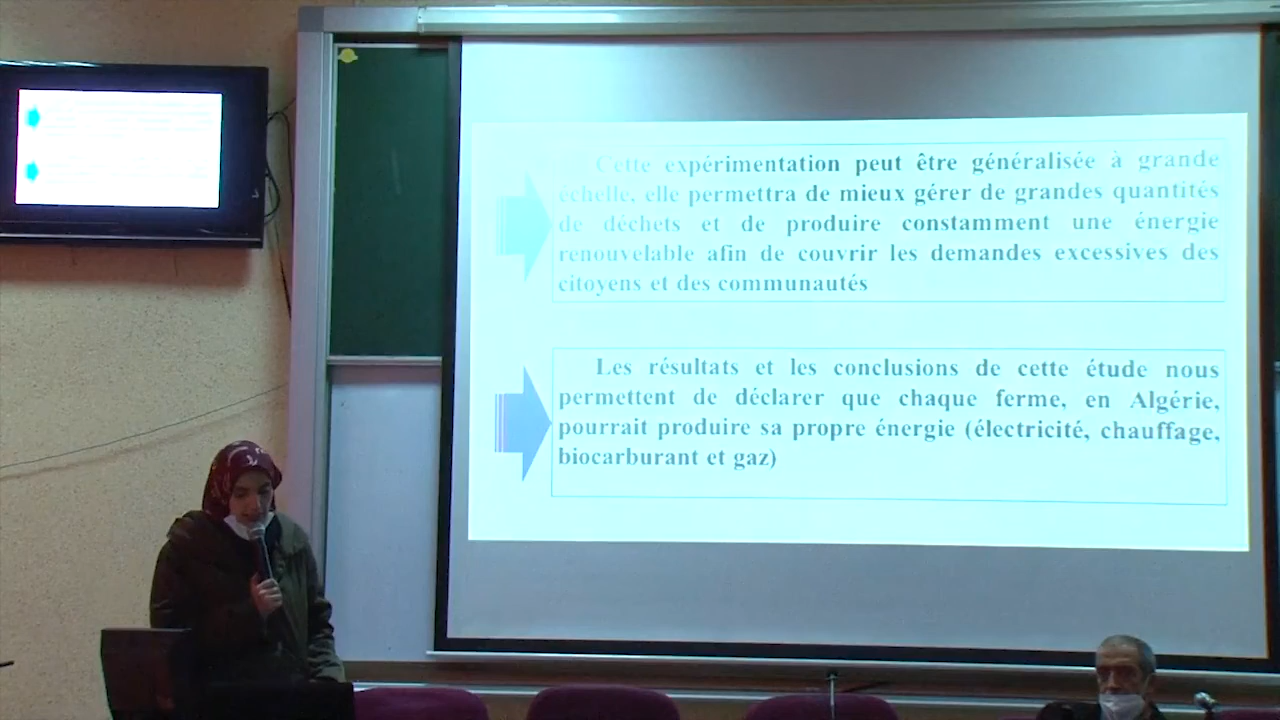 Cette expérimentation peut être généralisée à grande
échelle, elle permettra de mieux gérer de grandes quantités
de déchets et de produire constamment une énergie
renouvelable afin de couvrir les demandes excessives des
citoyens et des communautés
Les résultats et les conclusions de cette étude nous
permettent de déclarer que chaque ferme, en Algérie,
pourrait produire sa propre énergie (électricité, chauffage,
biocarburant et gaz)